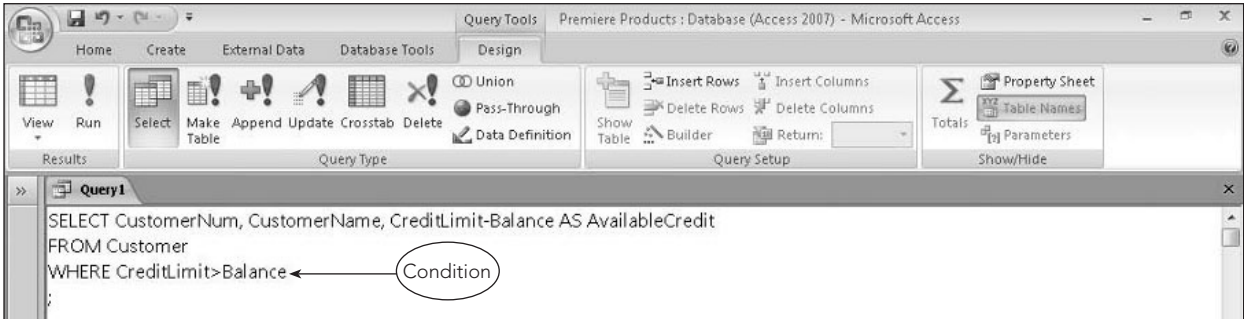 Query Tools
Premiere Products : Database (Access 2007) - Microsoft Access
Home Create External Data Database Tools Design
View
Run
Results
Select
Make Table
Append
Update
Crosstab
Delete
Union
Pass-Through
Data Definition
Query Type
Show Table
Insert Rows
Delete Rows
Builder
Insert Columns
Delete Columns
Return:
Query Setup
Totals
Property Sheet
XYZ
Table Names
[?] Parameters
Show/Hide
» Query1
SELECT CustomerNum, CustomerName, CreditLimit-Balance AS AvailableCredit
FROM Customer
WHERE CreditLimit>Balance
Condition
;